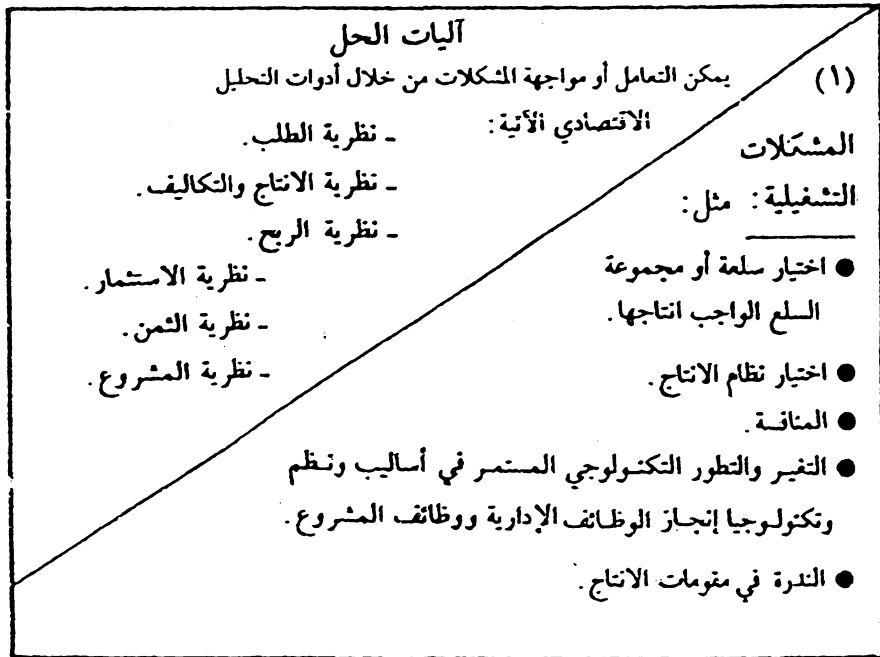 آليات الحل
(١) يمكن التعامل أو مواجهة المشكلات من خلال أدوات التحليل
الاقتصادي الآتية:
ـ نظرية الطلب.
ـ نظرية الانتاج والتكاليف.
ـ نظرية الربح.
ـ نظرية الاستثمار.
ـ نظرية الثمن.
ـ نظرية المشروع.
المشكلات
التشغيلية: مثل:
● اختيار سلعة أو مجموعة
السلع الواجب انتاجها.
● اختيار نظام الانتاج.
● المنافسة.
● التغير والتطور التكنولوجي المستمر في أساليب ونظم
وتكنولوجيا إنجاز الوظائف الإدارية ووظائف المشروع.
● الندرة في مقومات الانتاج.